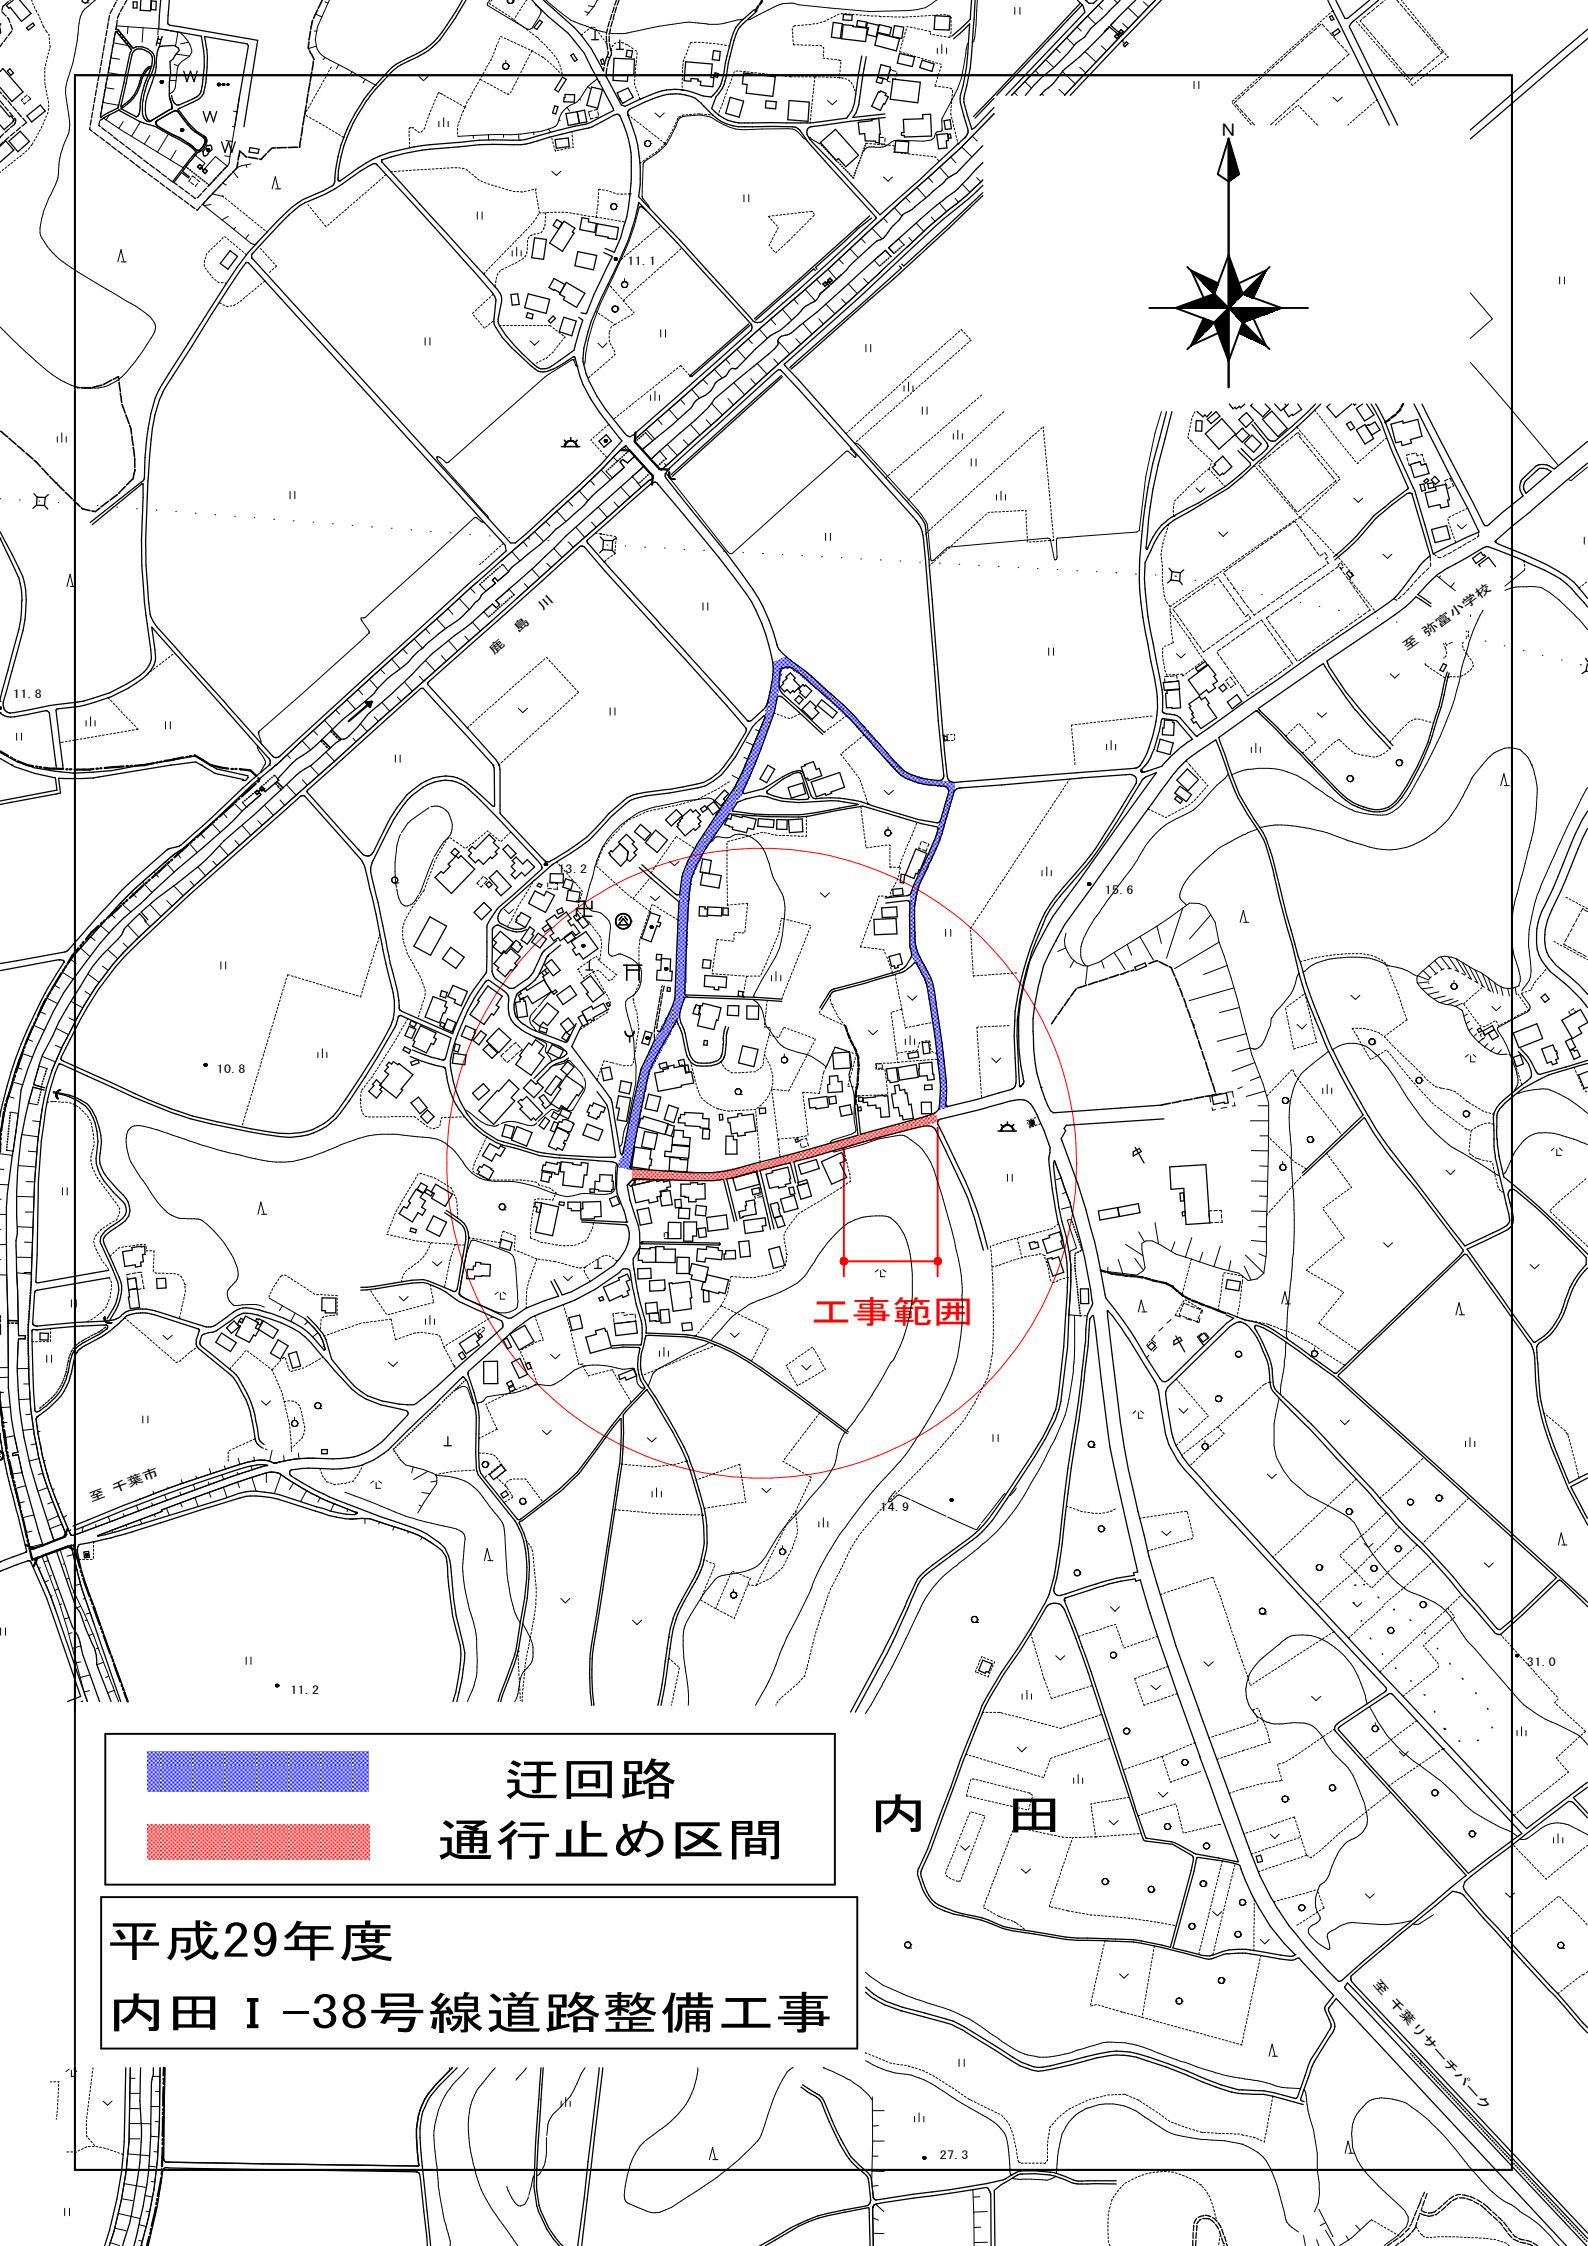 N
11.1
鹿島川
至 弥富小学校
11.8
13.2
15.6
10.8
工事範囲
至 千葉市
14.9
11.2
31.0
迂回路
通行止め区間
内 田
平成29年度
内田Ⅰ-38号線道路整備工事
至 千葉リサーチパーク
27.3